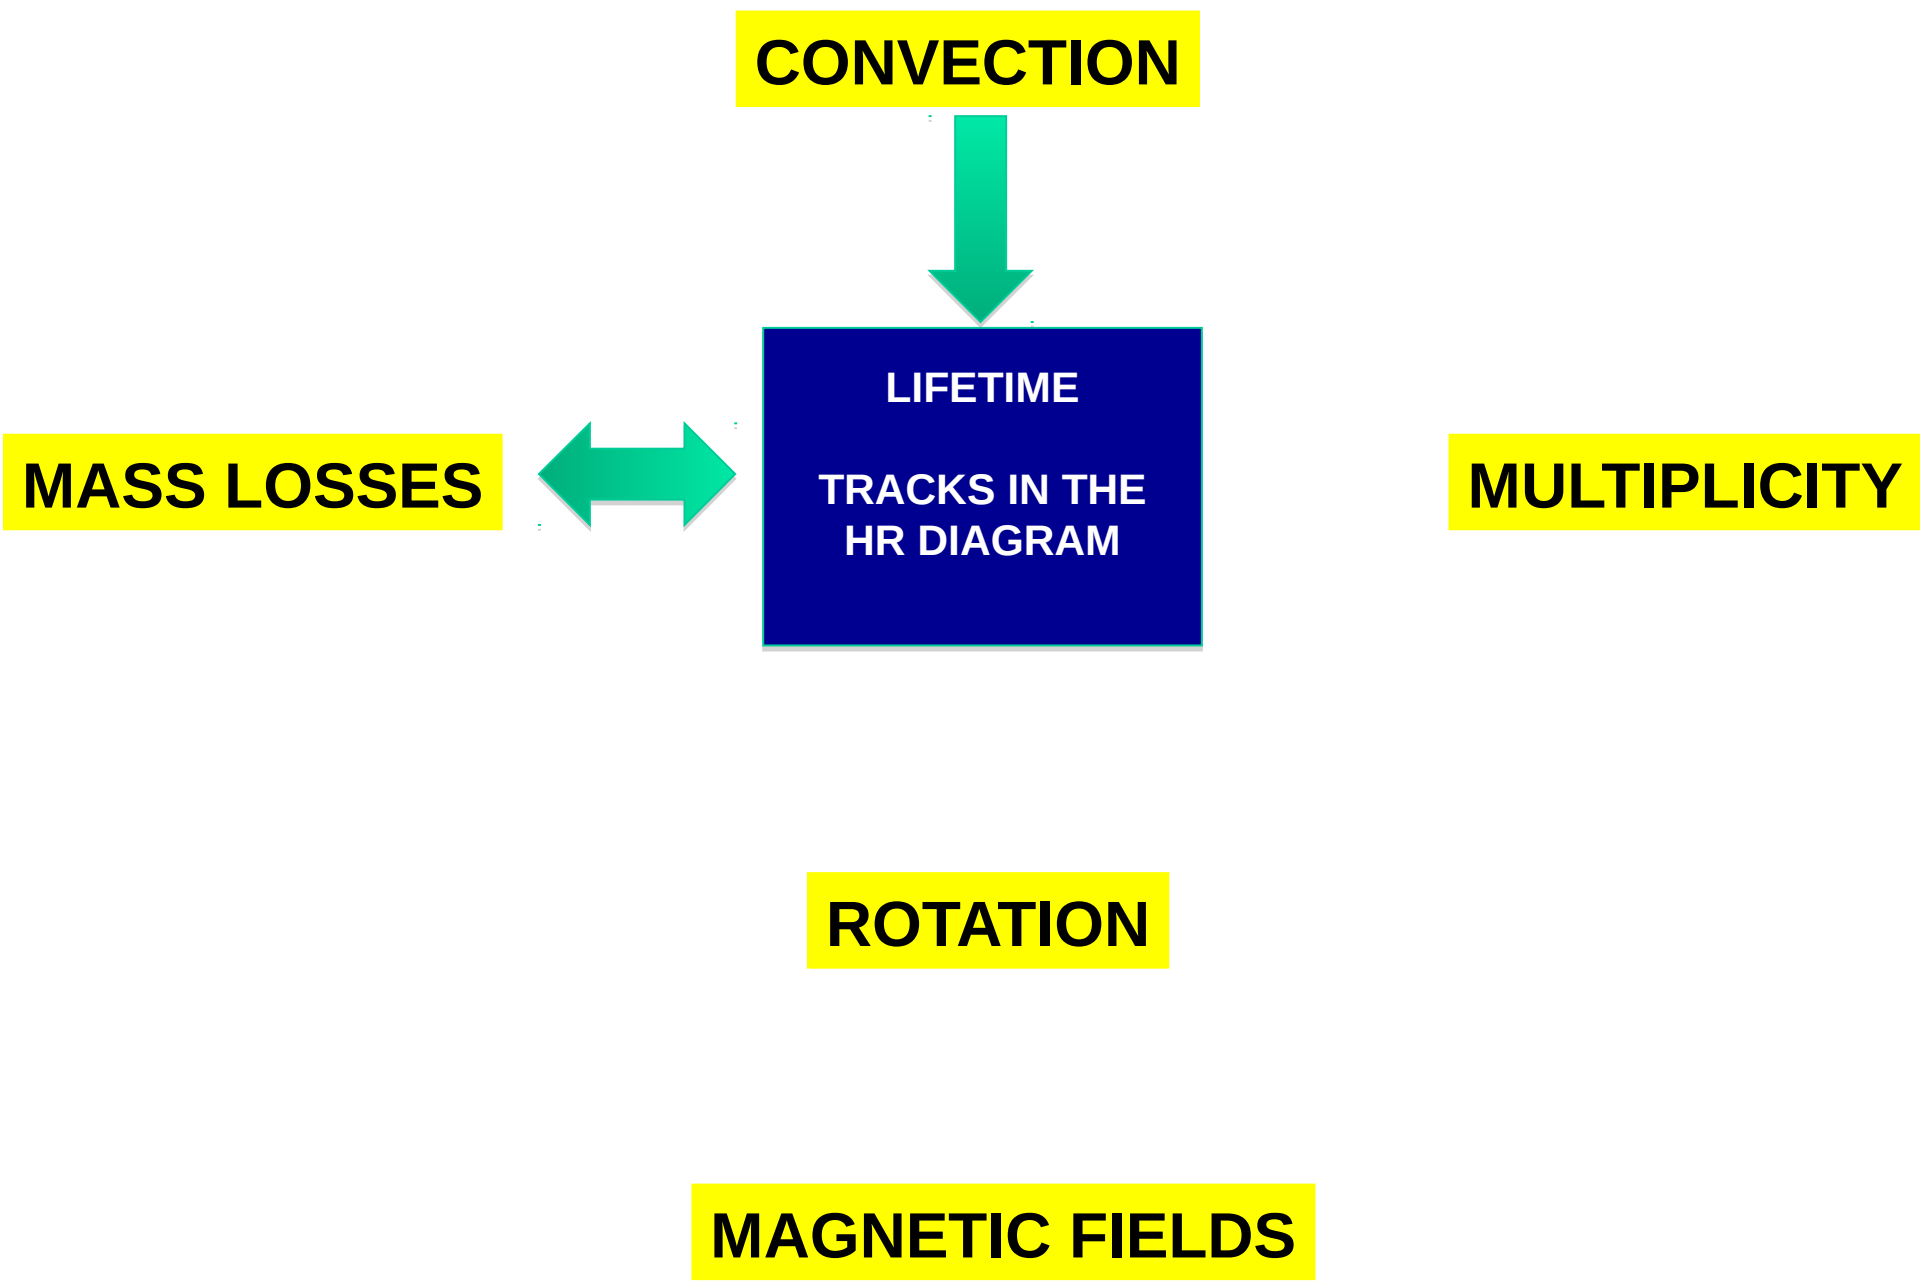 CONVECTION
LIFETIME
TRACKS IN THE
HR DIAGRAM
MASS LOSSES
MULTIPLICITY
ROTATION
MAGNETIC FIELDS